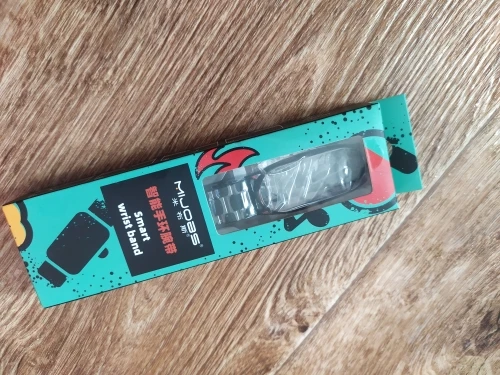 MIJOBS®
米布斯
智能手环腕带
Smart
wrist band